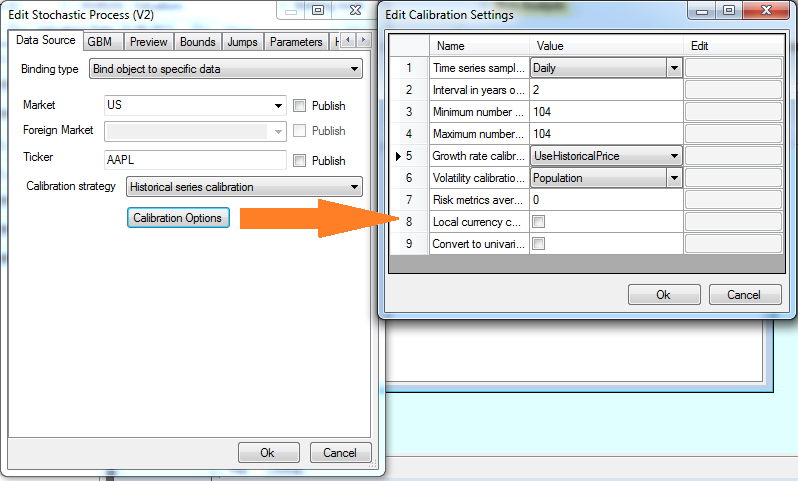 Edit Stochastic Process (V2)
Data Source GBM Preview Bounds Jumps Parameters
Binding type Bind object to specific data
Market US Publish
Foreign Market Publish
Ticker AAPL Publish
Calibration strategy Historical series calibration
Calibration Options
Ok Cancel
Edit Calibration Settings
Name Value Edit
1 Time series sampl... Daily
2 Interval in years o... 2
3 Minimum number ... 104
4 Maximum number... 104
5 Growth rate calibr... UseHistoricalPrice
6 Volatility calibratio... Population
7 Risk metrics aver... 0
8 Local currency c...
9 Convert to univari...
Ok Cancel